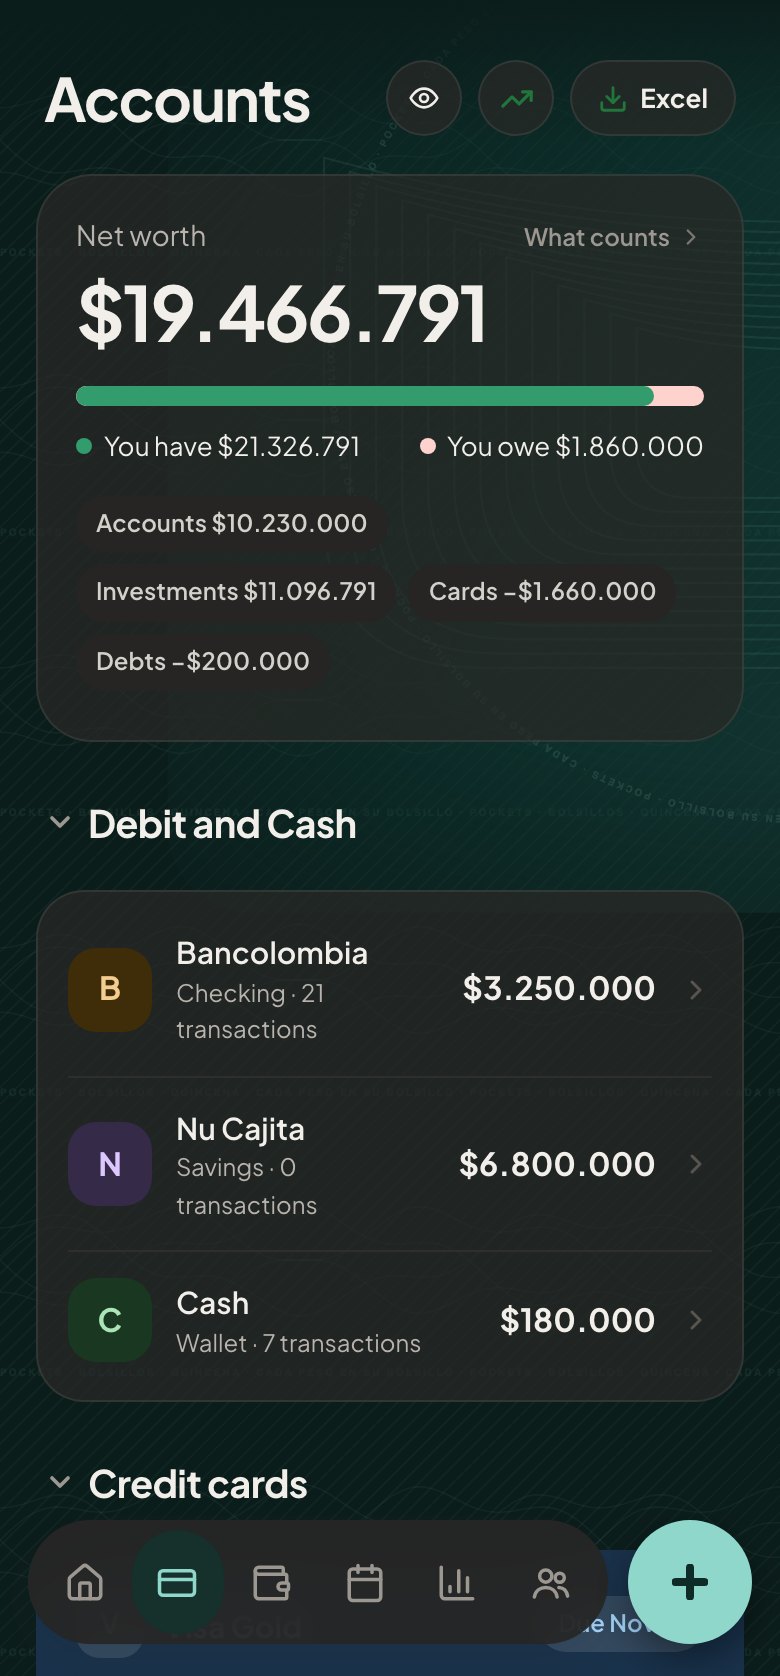 Accounts
Excel
Net worth
What counts
$19.466.791
You have $21.326.791
You owe $1.860.000
Accounts $10.230.000
Investments $11.096.791
Cards −$1.660.000
Debts −$200.000
Debit and Cash
B
Bancolombia
Checking · 21
transactions
$3.250.000
N
Nu Cajita
Savings · 0
transactions
$6.800.000
C
Cash
Wallet · 7 transactions
$180.000
Credit cards
V
Visa Gold
Due